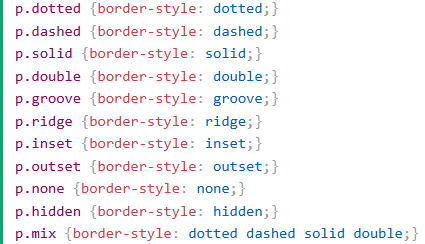 p.dotted {border-style: dotted;}
p.dashed {border-style: dashed;}
p.solid {border-style: solid;}
p.double {border-style: double;}
p.groove {border-style: groove;}
p.ridge {border-style: ridge;}
p.inset {border-style: inset;}
p.outset {border-style: outset;}
p.none {border-style: none;}
p.hidden {border-style: hidden;}
p.mix {border-style: dotted dashed solid double;}